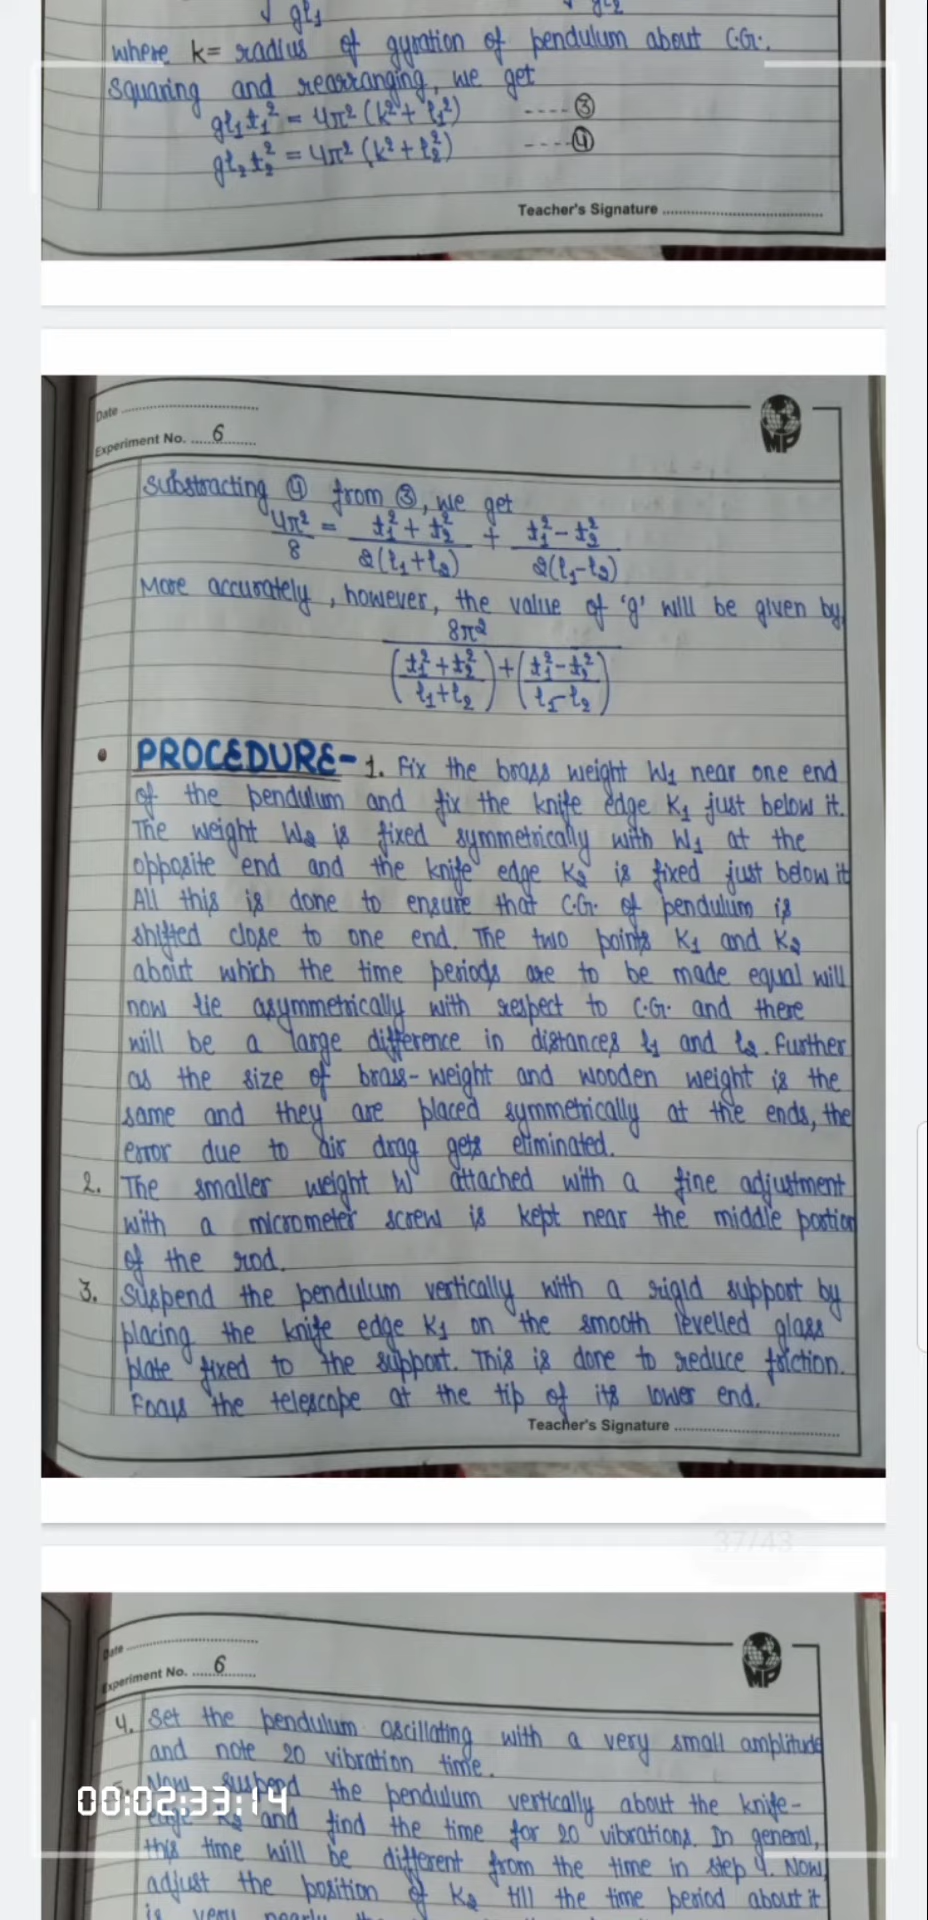 √gl₁ √gl₂
where k= radius of gyration of pendulum about C.G.
squaring and rearranging, we get
gl₁t₁² = 4π² (k²+ l₁²) ----③
gl₂t₂² = 4π² (k²+l₂²) ----④
Teacher's Signature
Date
MP
Experiment No. 6
Substracting ④ from ③, we get
4π²/8 = (t₁² + t₂²)/2(l₁+l₂) + (t₁²-t₂²)/2(l₁-l₂)
More accurately, however, the value of 'g' will be given by
8π²/((t₁²+t₂²)/(l₁+l₂))+((t₁²-t₂²)/(l₁-l₂))
• PROCEDURE- 1. Fix the brass weight W₁ near one end
of the pendulum and fix the knife edge K₁ just below it.
The weight W₂ is fixed symmetrically with W₁ at the
opposite end and the knife edge K₂ is fixed just below it
All this is done to ensure that C.G. of pendulum is
shifted close to one end. The two points K₁ and K₂
about which the time periods are to be made equal will
now lie asymmetrically with respect to C.G. and there
will be a large difference in distances l₁ and l₂. Further
as the size of brass-weight and wooden weight is the
same and they are placed symmetrically at the ends, the
error due to air drag gets eliminated.
2. The smaller weight W' attached with a fine adjustment
with a micrometer screw is kept near the middle portion
of the rod.
3. Suspend the pendulum vertically with a rigid support by
placing the knife edge K₁ on the smooth levelled glass
plate fixed to the support. This is done to reduce friction.
Focus the telescope at the tip of its lower end.
Teacher's Signature
37/43
Date
MP
Experiment No. 6
4. Set the pendulum oscillating with a very small amplitude
and note 20 vibration time.
Now suspend the pendulum vertically about the knife-
00:02:33:14
edge K₂ and find the time for 20 vibrations. In general,
this time will be different from the time in step 4. Now,
adjust the position of K₂ till the time period about it
is very nearly the